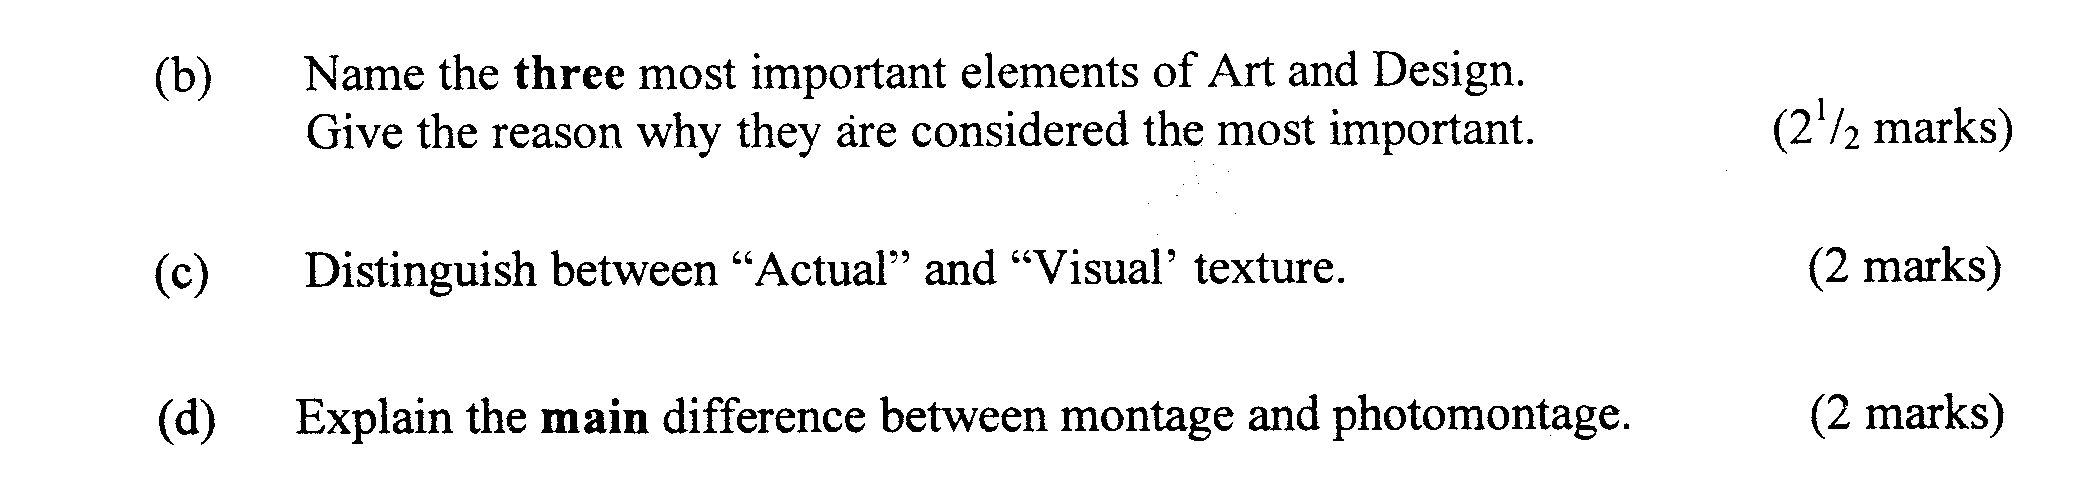 (b) Name the three most important elements of Art and Design.
Give the reason why they are considered the most important. (2 1/2 marks)
(c) Distinguish between “Actual” and “Visual’ texture. (2 marks)
(d) Explain the main difference between montage and photomontage. (2 marks)